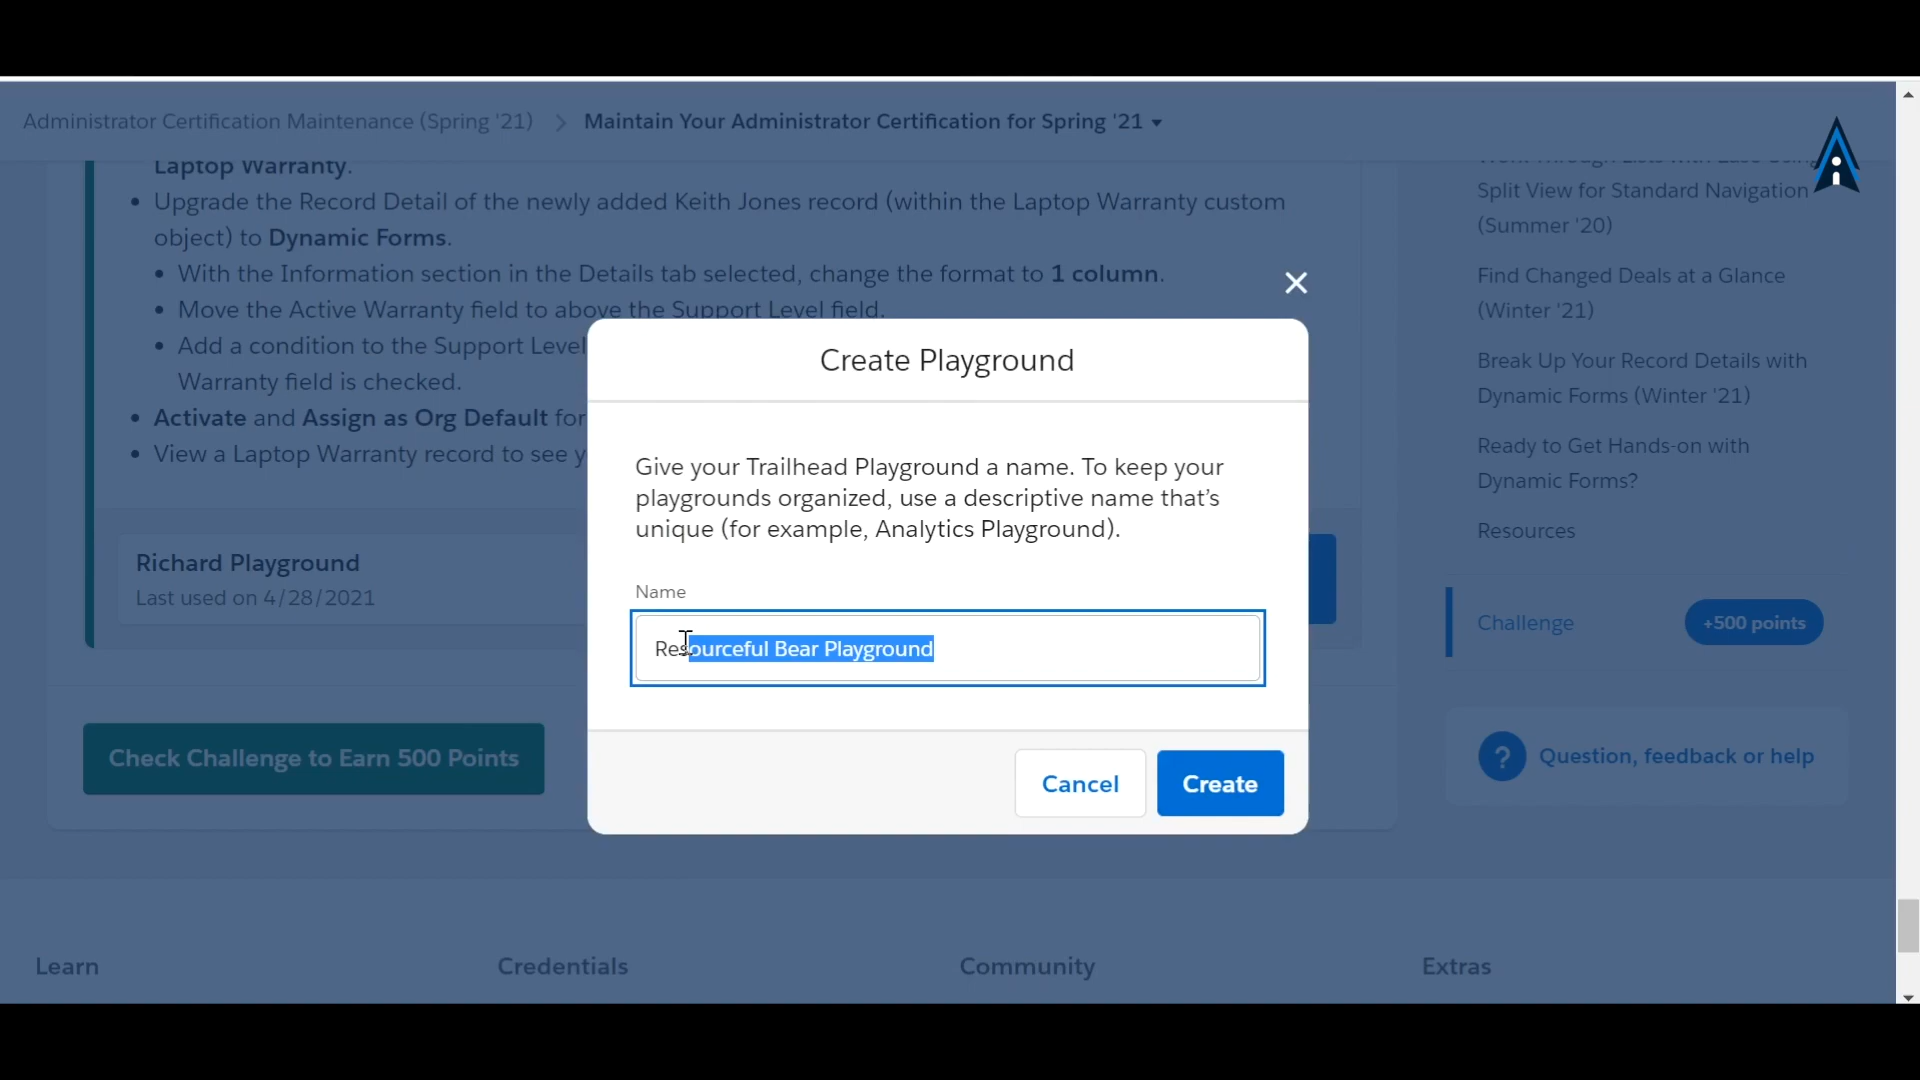 Administrator Certification Maintenance (Spring '21)
Maintain Your Administrator Certification for Spring '21
Laptop Warranty.
Upgrade the Record Detail of the newly added Keith Jones record (within the Laptop Warranty custom
object) to Dynamic Forms.
With the Information section in the Details tab selected, change the format to 1 column.
Move the Active Warranty field to above the Support Level field.
Add a condition to the Support Level
Warranty field is checked.
Activate and Assign as Org Default for
View a Laptop Warranty record to see
Richard Playground
Last used on 4/28/2021
Check Challenge to Earn 500 Points
Create Playground
Give your Trailhead Playground a name. To keep your
playgrounds organized, use a descriptive name that's
unique (for example, Analytics Playground).
Name
Resourceful Bear Playground
Cancel
Create
Work Through Lists with Ease Using
Split View for Standard Navigation
(Summer '20)
Find Changed Deals at a Glance
(Winter '21)
Break Up Your Record Details with
Dynamic Forms (Winter '21)
Ready to Get Hands-on with
Dynamic Forms?
Resources
Challenge
+500 points
? Question, feedback or help
Learn
Credentials
Community
Extras